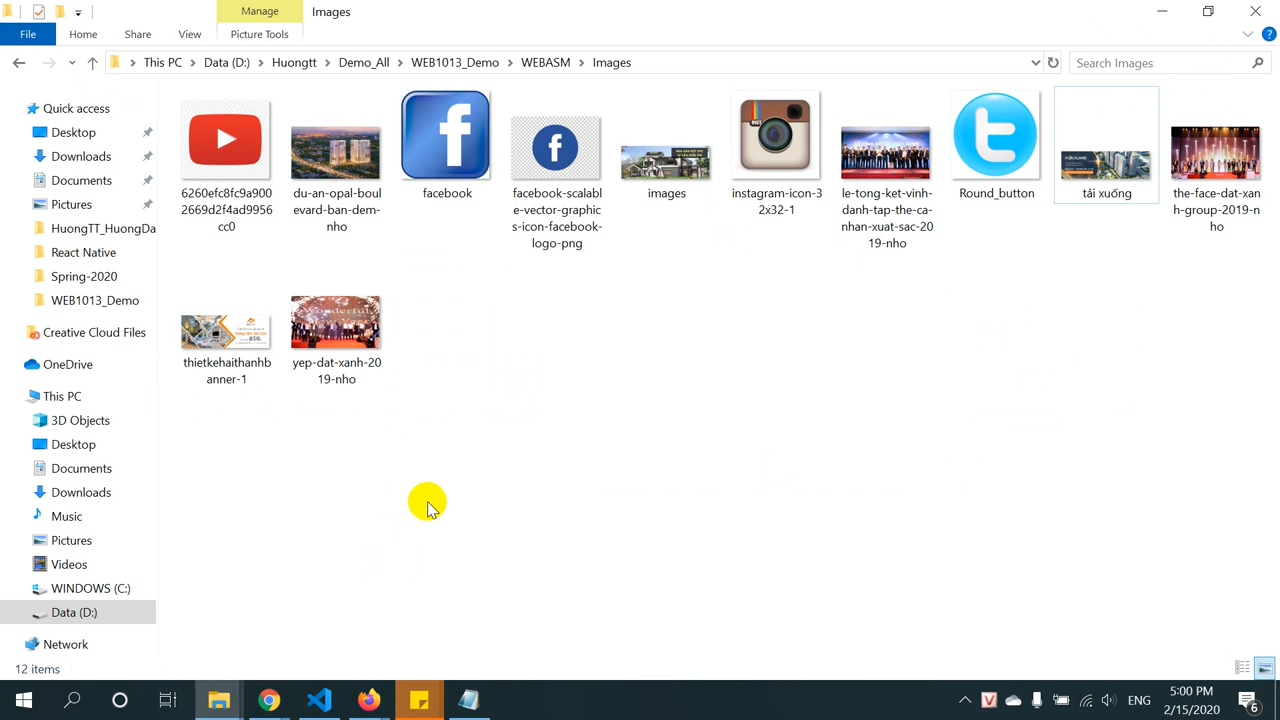 Manage
Images
File
Home
Share
View
Picture Tools
This PC
Data (D:)
Huongtt
Demo_All
WEB1013_Demo
WEBASM
Images
Search Images
Quick access
Desktop
Downloads
Documents
Pictures
HuongTT_HuongDa
React Native
Spring-2020
WEB1013_Demo
Creative Cloud Files
OneDrive
This PC
3D Objects
Desktop
Documents
Downloads
Music
Pictures
Videos
WINDOWS (C:)
Data (D:)
Network
6260efc8fc9a900
2669d2f4ad9956
cc0
du-an-opal-boul
evard-ban-dem-
nho
facebook
facebook-scalabl
e-vector-graphic
s-icon-facebook-
logo-png
images
instagram-icon-3
2x32-1
le-tong-ket-vinh-
danh-tap-the-ca-
nhan-xuat-sac-20
19-nho
Round_button
tải xuống
the-face-dat-xan
h-group-2019-n
ho
thietkehaithanhb
anner-1
yep-dat-xanh-20
19-nho
12 items
ENG
5:00 PM
2/15/2020
6